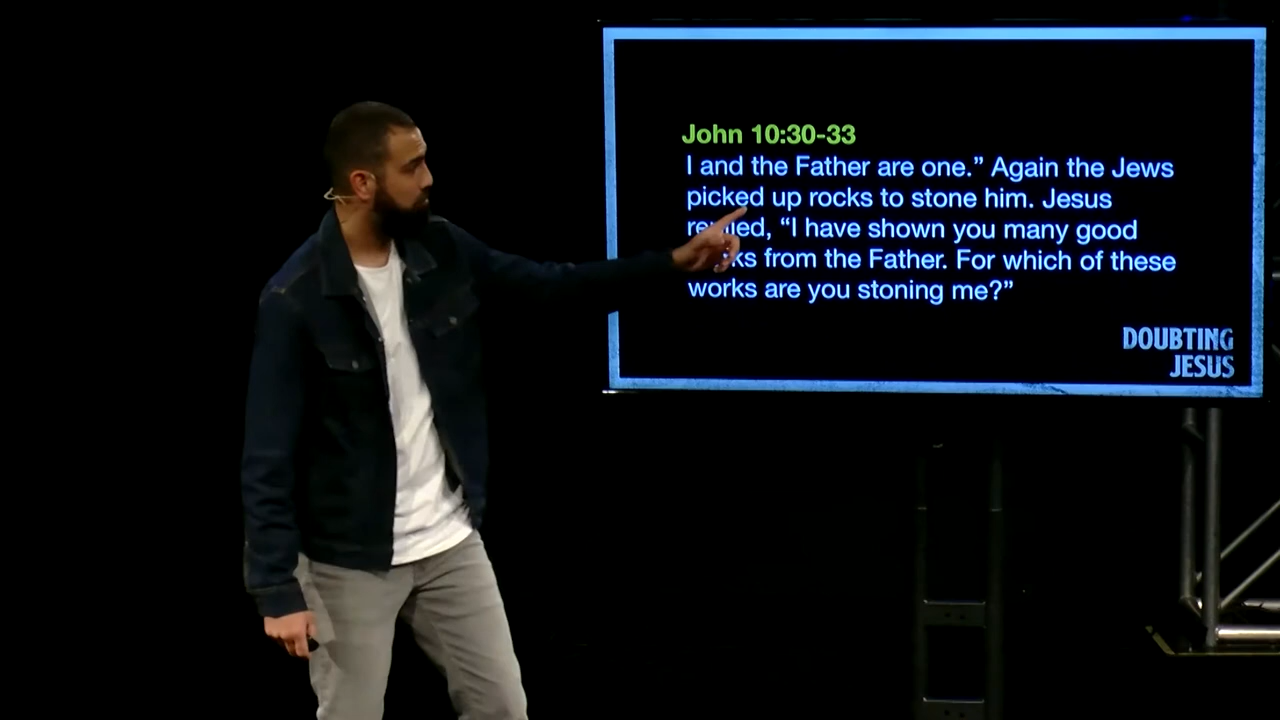 John 10:30-33
I and the Father are one.” Again the Jews
picked up rocks to stone him. Jesus
replied, “I have shown you many good
from the Father. For which of these
works are you stoning me?”
DOUBTING
JESUS